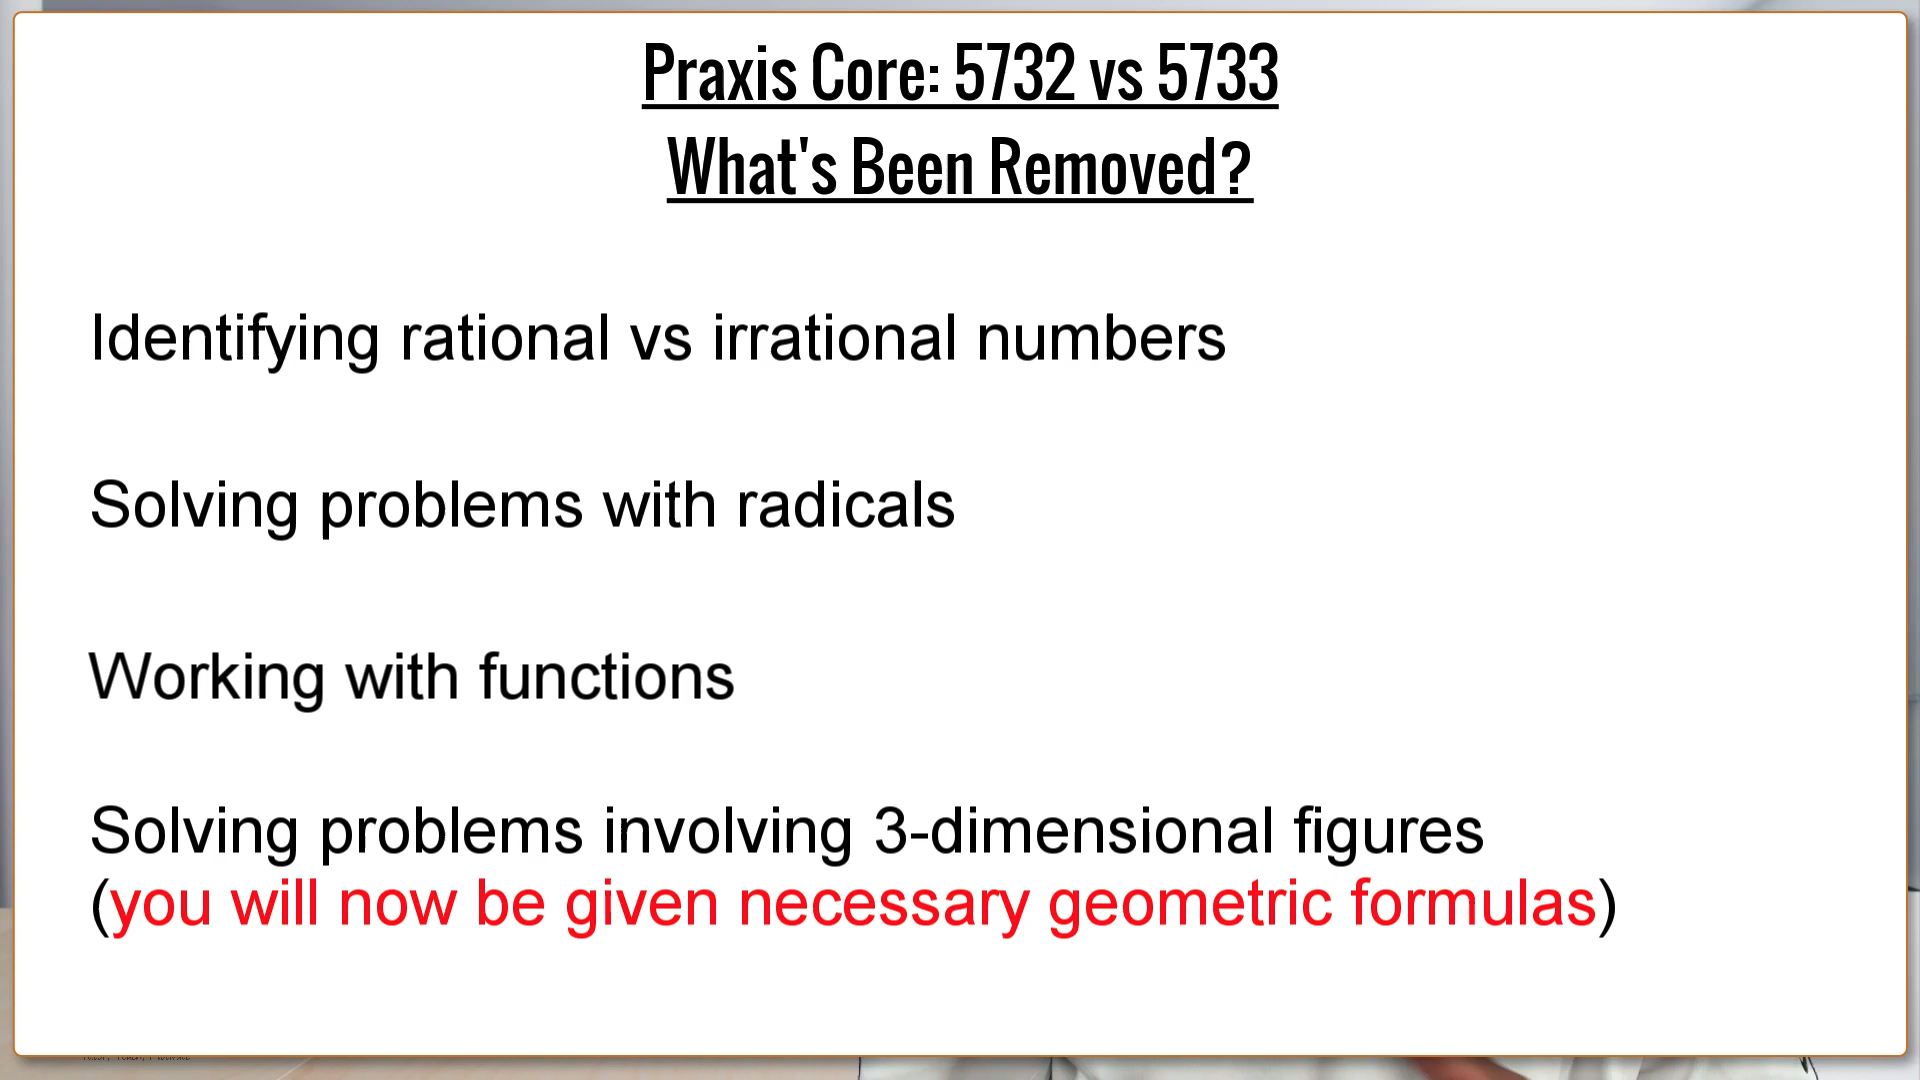 Praxis Core: 5732 vs 5733
What's Been Removed?
Identifying rational vs irrational numbers
Solving problems with radicals
Working with functions
Solving problems involving 3-dimensional figures
(you will now be given necessary geometric formulas)